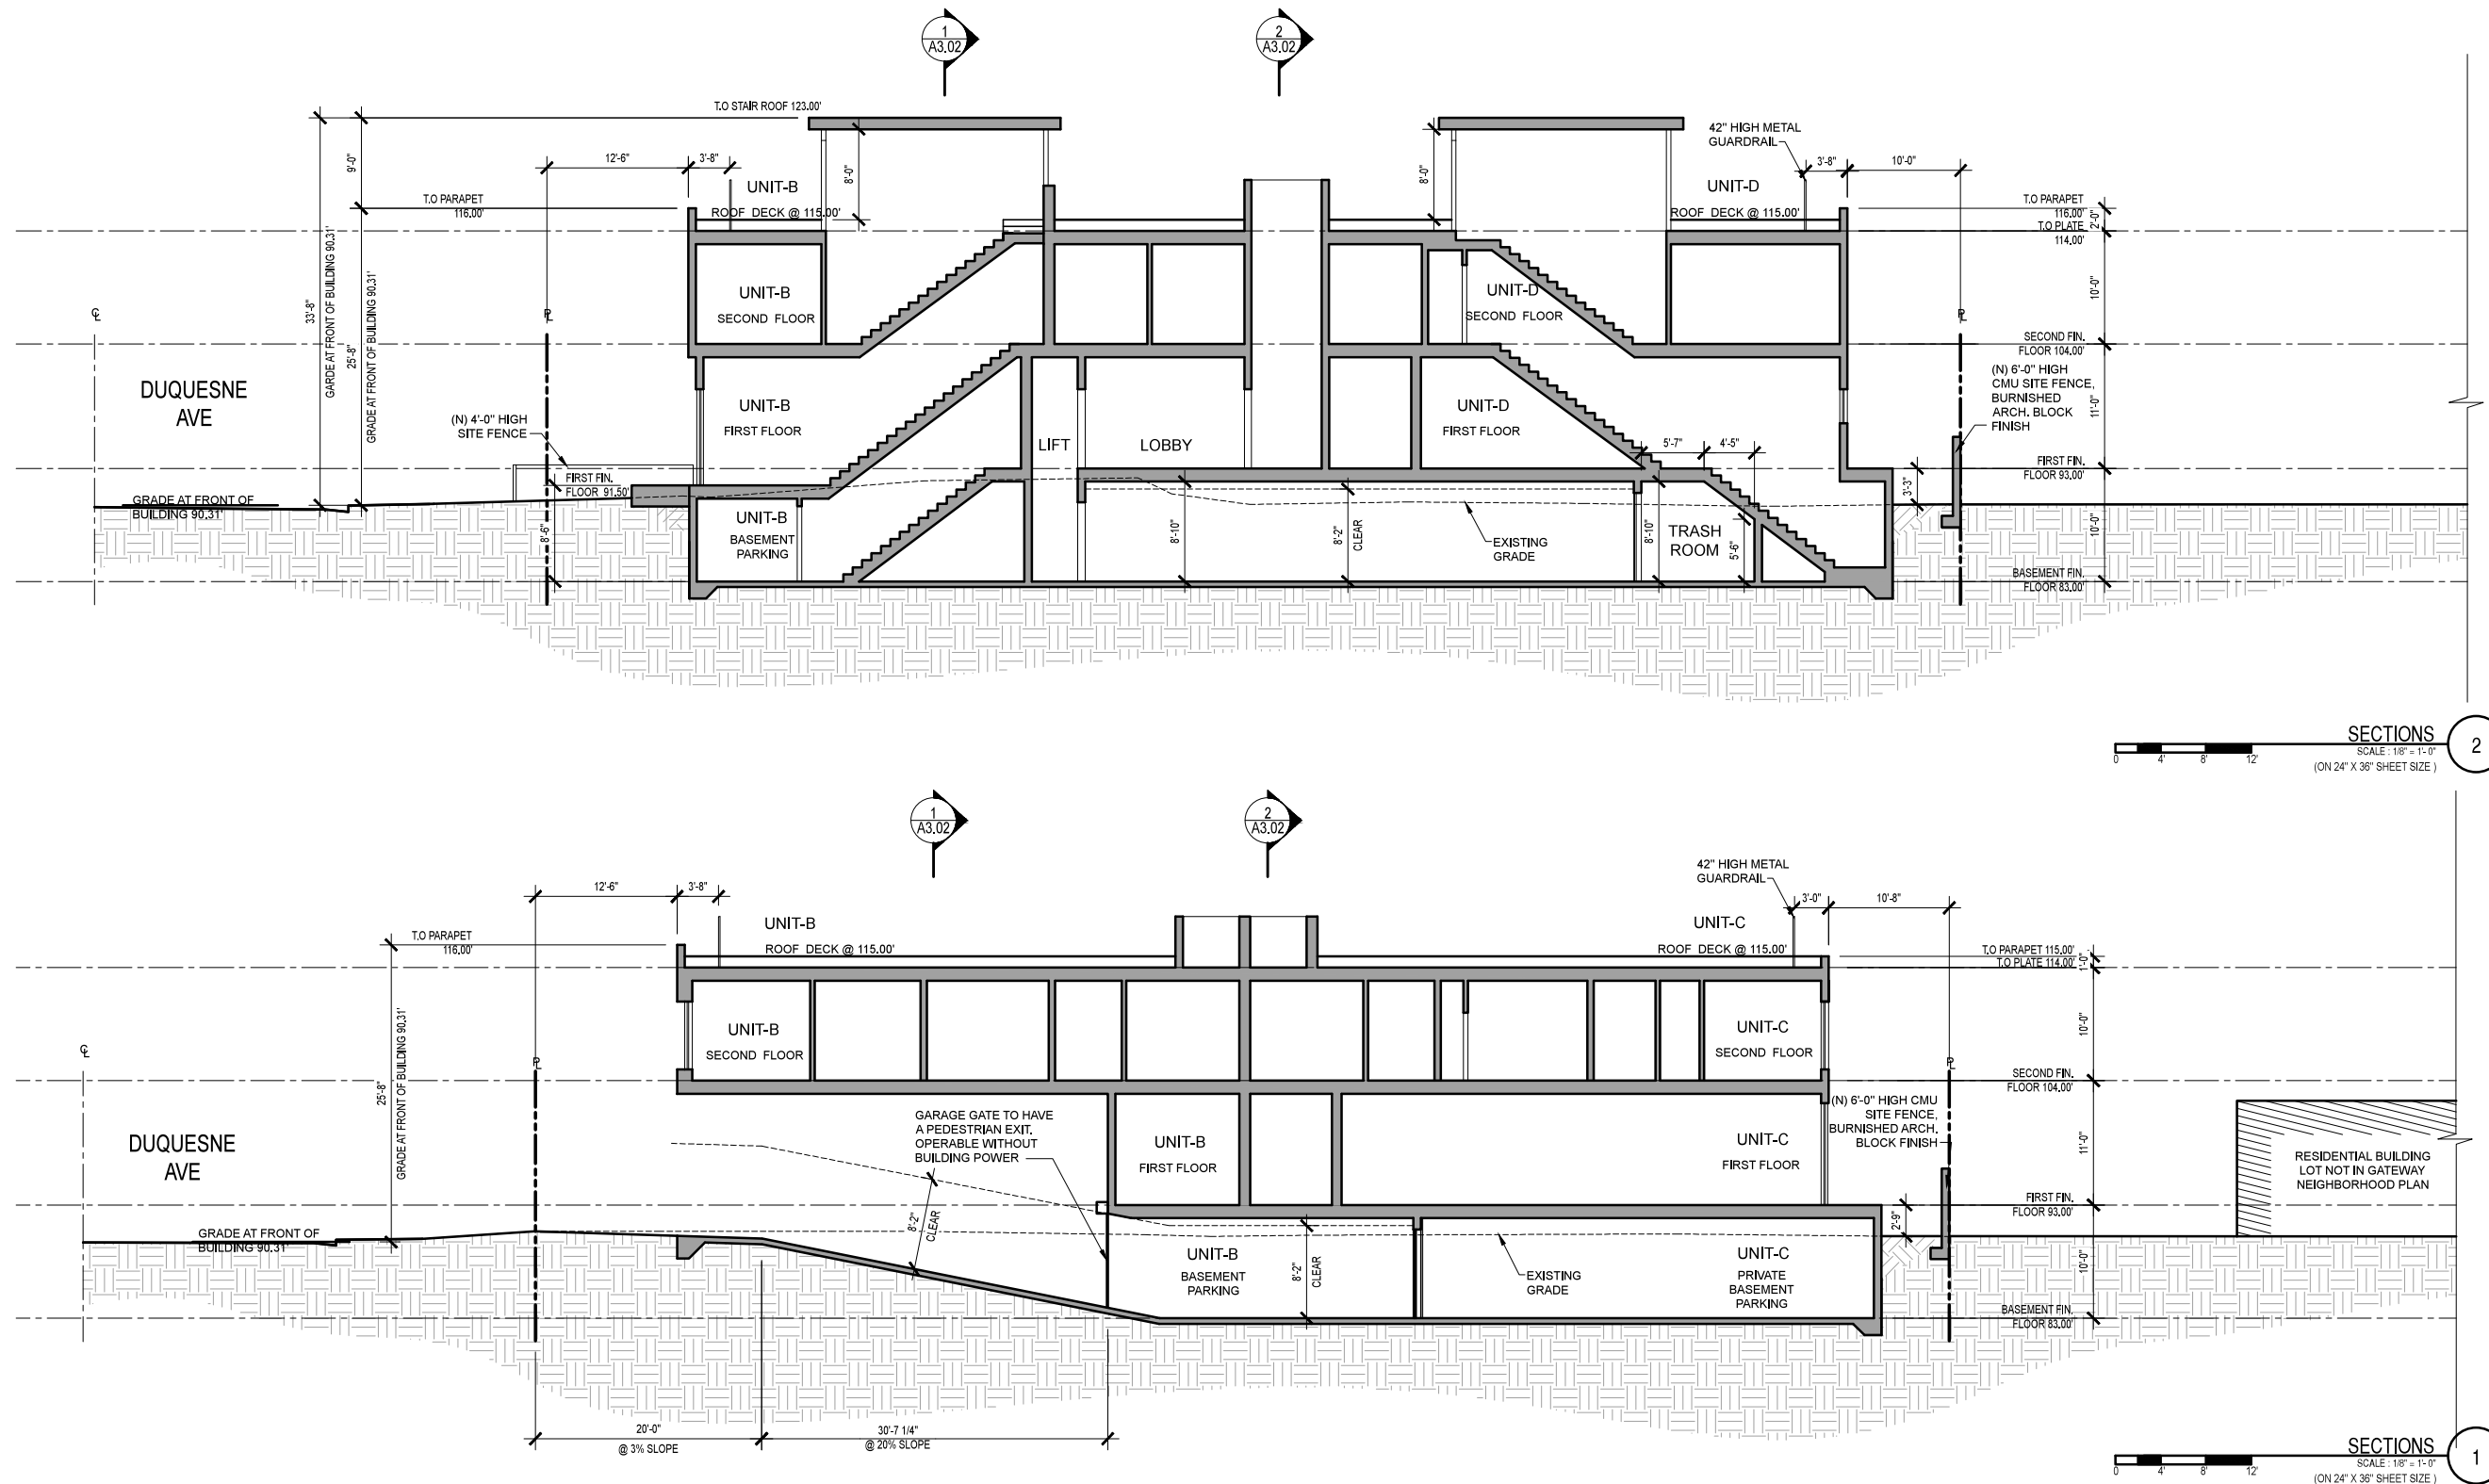 1
A3.02
2
A3.02
T.O STAIR ROOF 123.00'
42" HIGH METAL
GUARDRAIL
12'-6"
3'-8"
3'-8"
10'-0"
9'-0"
8'-0"
8'-0"
UNIT-B
ROOF DECK @ 115.00'
UNIT-D
ROOF DECK @ 115.00'
T.O PARAPET
116.00'
T.O PARAPET
116.00'
T.O PLATE
114.00'
2'-0"
33'-8"
GARDE AT FRONT OF BUILDING 90.31'
25'-8"
GRADE AT FRONT OF BUILDING 90.31'
UNIT-B
SECOND FLOOR
UNIT-D
SECOND FLOOR
10'-0"
℄
PL
PL
SECOND FIN.
FLOOR 104.00'
DUQUESNE
AVE
(N) 4'-0" HIGH
SITE FENCE
UNIT-B
FIRST FLOOR
LIFT
LOBBY
UNIT-D
FIRST FLOOR
5'-7"
4'-5"
(N) 6'-0" HIGH
CMU SITE FENCE,
BURNISHED
ARCH. BLOCK
FINISH
11'-0"
FIRST FIN.
FLOOR 91.50'
FIRST FIN.
FLOOR 93.00'
3'-3"
GRADE AT FRONT OF
BUILDING 90.31'
8'-6"
UNIT-B
BASEMENT
PARKING
8'-10"
8'-2"
CLEAR
EXISTING
GRADE
8'-10"
TRASH
ROOM
5'-6"
10'-0"
BASEMENT FIN.
FLOOR 83.00'
SECTIONS
SCALE : 1/8" = 1'- 0"
(ON 24" X 36" SHEET SIZE )
2
0 4' 8' 12'
1
A3.02
2
A3.02
42" HIGH METAL
GUARDRAIL
12'-6"
3'-8"
3'-0"
10'-8"
UNIT-B
ROOF DECK @ 115.00'
UNIT-C
ROOF DECK @ 115.00'
T.O PARAPET
116.00'
T.O PARAPET 115.00'
T.O PLATE 114.00'
1'-0"
25'-8"
GRADE AT FRONT OF BUILDING 90.31'
UNIT-B
SECOND FLOOR
UNIT-C
SECOND FLOOR
10'-0"
℄
PL
PL
SECOND FIN.
FLOOR 104.00'
DUQUESNE
AVE
GARAGE GATE TO HAVE
A PEDESTRIAN EXIT,
OPERABLE WITHOUT
BUILDING POWER
UNIT-B
FIRST FLOOR
UNIT-C
FIRST FLOOR
(N) 6'-0" HIGH CMU
SITE FENCE,
BURNISHED ARCH.
BLOCK FINISH
11'-0"
RESIDENTIAL BUILDING
LOT NOT IN GATEWAY
NEIGHBORHOOD PLAN
FIRST FIN.
FLOOR 93.00'
2'-9"
GRADE AT FRONT OF
BUILDING 90.31'
8'-2"
CLEAR
UNIT-B
BASEMENT
PARKING
8'-2"
CLEAR
EXISTING
GRADE
UNIT-C
PRIVATE
BASEMENT
PARKING
10'-0"
BASEMENT FIN.
FLOOR 83.00'
20'-0"
@ 3% SLOPE
30'-7 1/4"
@ 20% SLOPE
SECTIONS
SCALE : 1/8" = 1'- 0"
(ON 24" X 36" SHEET SIZE )
1
0 4' 8' 12'